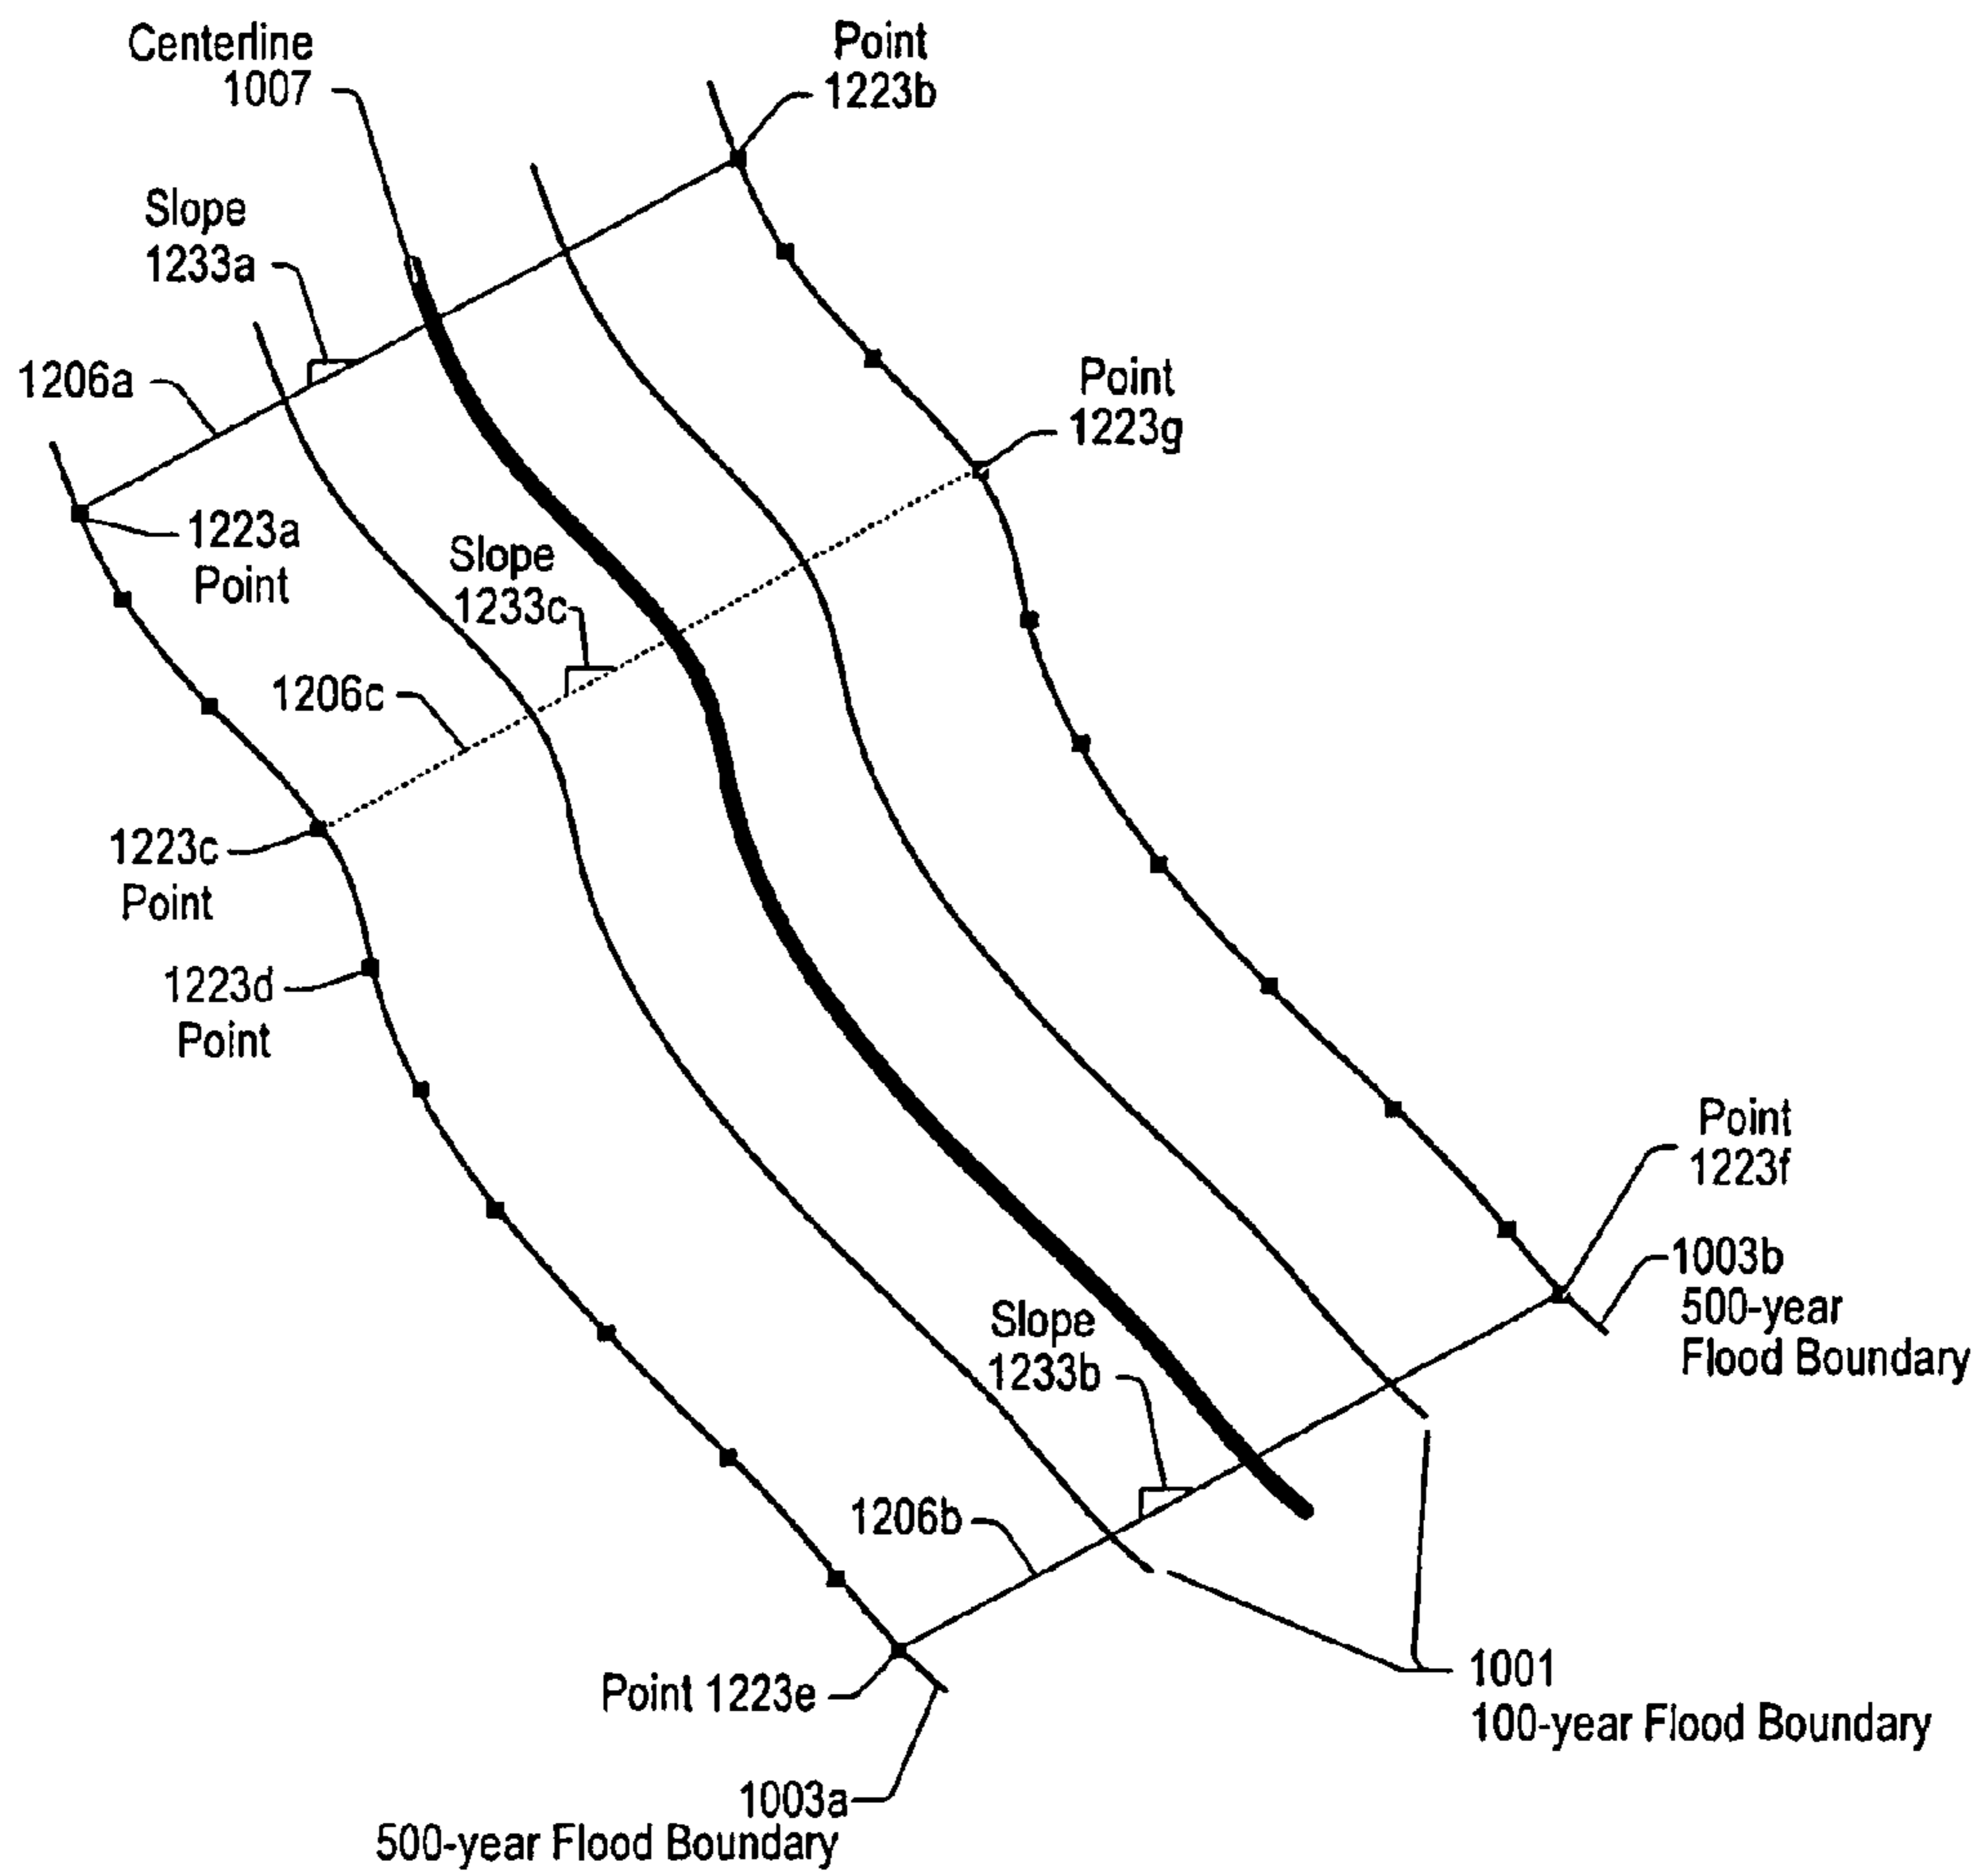 Centerline
1007
Point
1223b
Slope
1233a
1206a
Point
1223g
1223a
Point
Slope
1233c
1206c
1223c
Point
1223d
Point
Point
1223f
1003b
500-year
Flood Boundary
Slope
1233b
1206b
Point 1223e
1001
100-year Flood Boundary
1003a
500-year Flood Boundary